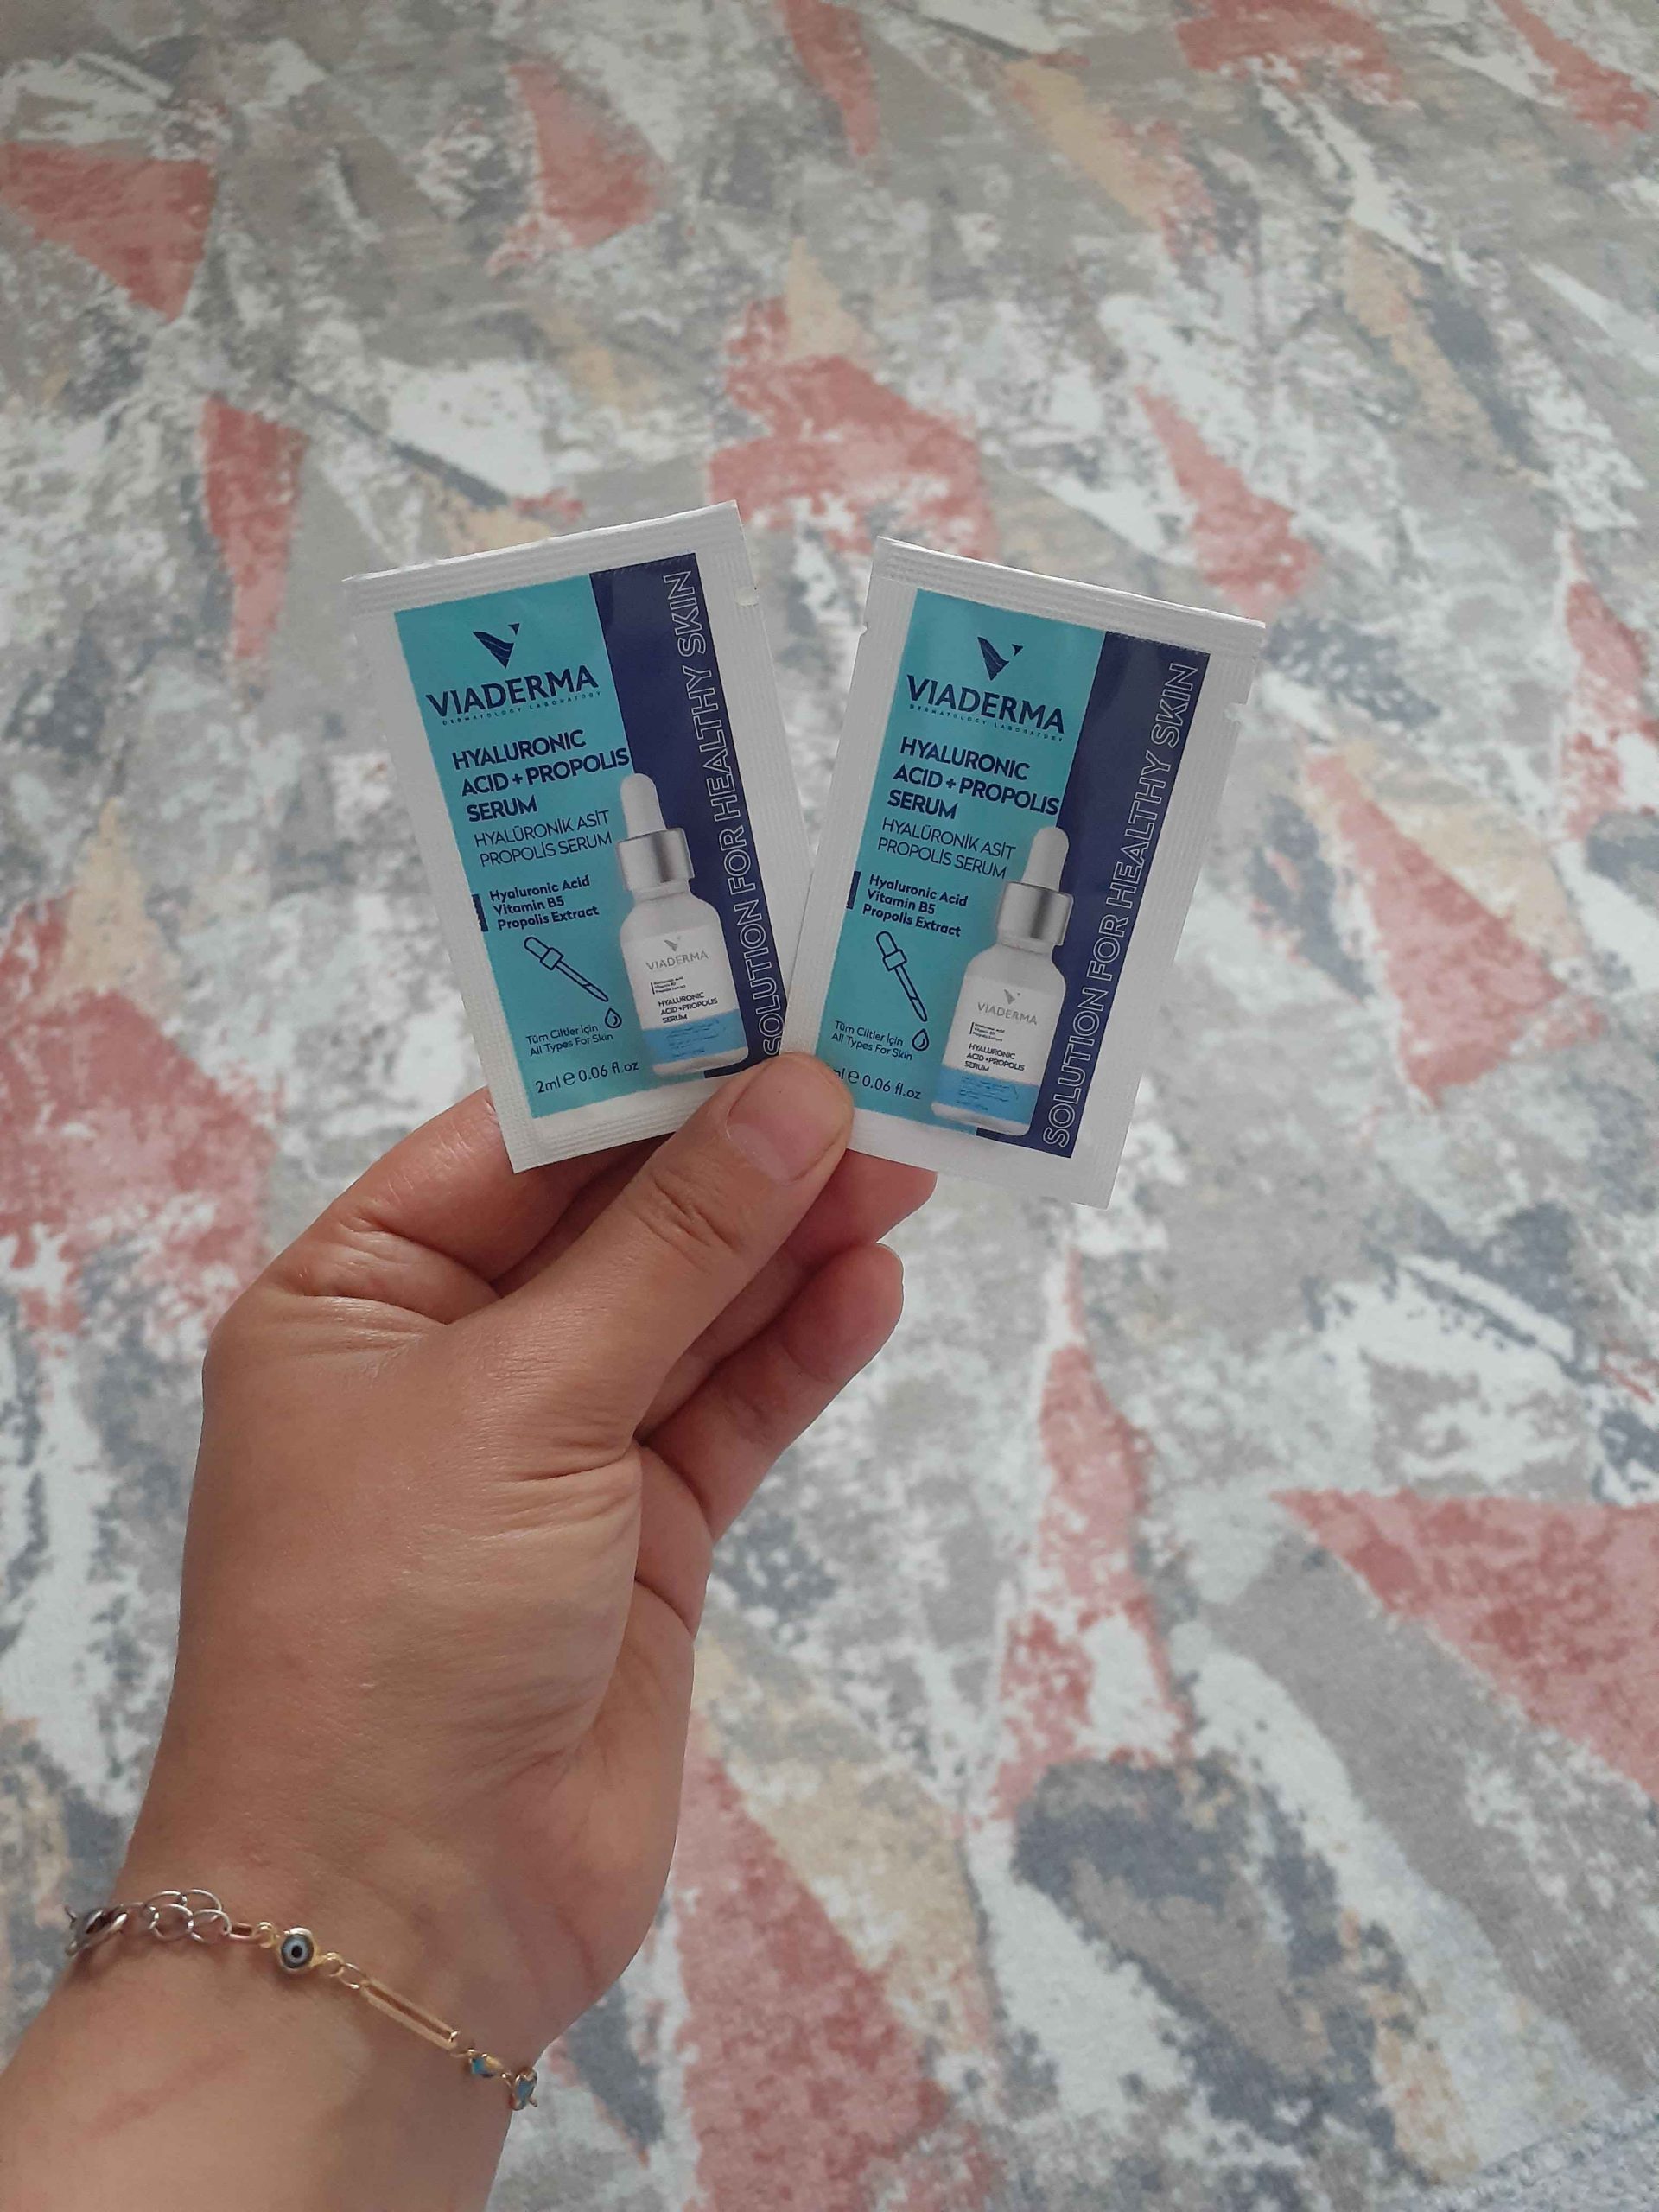 VIADERMA
DERMATOLOGY LABORATORY
HYALURONIC
ACID + PROPOLIS
SERUM
HYALÜRONİK ASİT
PROPOLİS SERUM
Hyaluronic Acid
Vitamin B5
Propolis Extract
Tüm Ciltler İçin
All Types For Skin
2ml e 0.06 fl.oz
SOLUTION FOR HEALTHY SKIN
VIADERMA
HYALURONIC
ACID +PROPOLIS
SERUM
VIADERMA
DERMATOLOGY LABORATORY
HYALURONIC
ACID + PROPOLIS
SERUM
HYALÜRONİK ASİT
PROPOLİS SERUM
Hyaluronic Acid
Vitamin B5
Propolis Extract
Tüm Ciltler İçin
All Types For Skin
e 0.06 fl.oz
SOLUTION FOR HEALTHY SKIN
VIADERMA
HYALURONIC
ACID +PROPOLIS
SERUM